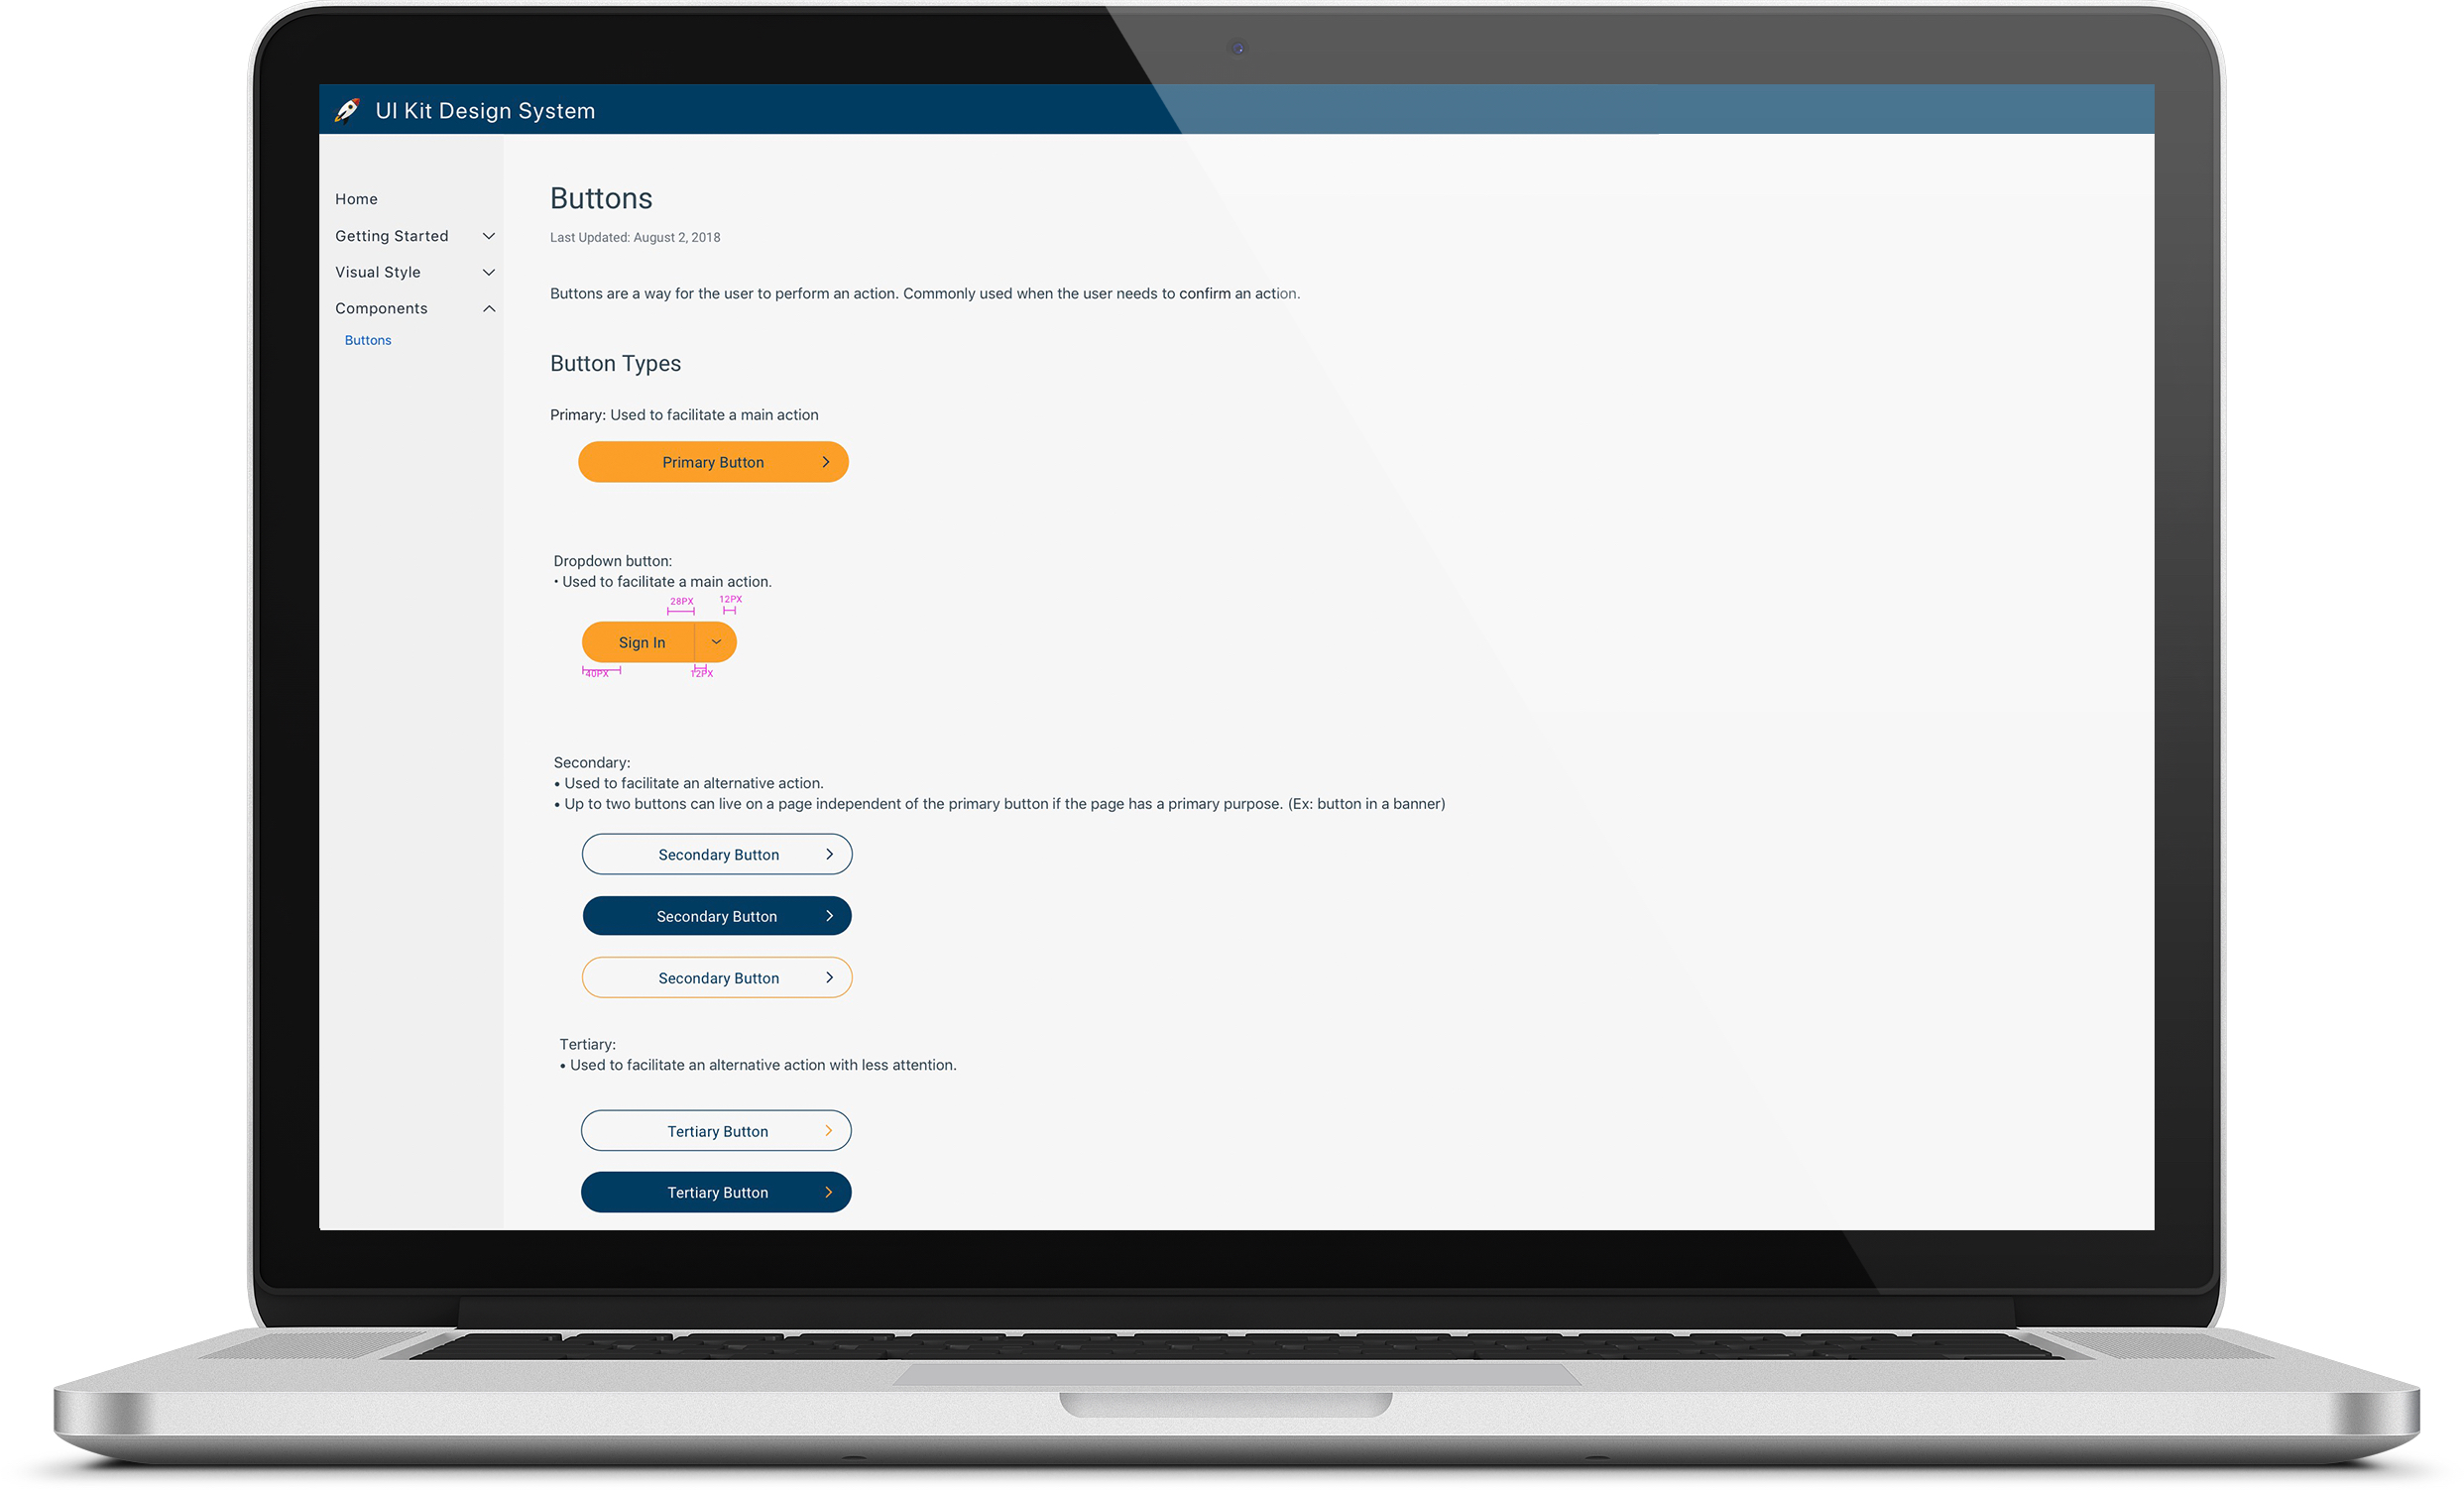 UI Kit Design System
Home
Getting Started
Visual Style
Components
Buttons
Buttons
Last Updated: August 2, 2018
Buttons are a way for the user to perform an action. Commonly used when the user needs to confirm an action.
Button Types
Primary: Used to facilitate a main action
Primary Button
Dropdown button:
• Used to facilitate a main action.
28PX 12PX
Sign In
40PX 12PX
Secondary:
• Used to facilitate an alternative action.
• Up to two buttons can live on a page independent of the primary button if the page has a primary purpose. (Ex: button in a banner)
Secondary Button
Secondary Button
Secondary Button
Tertiary:
• Used to facilitate an alternative action with less attention.
Tertiary Button
Tertiary Button